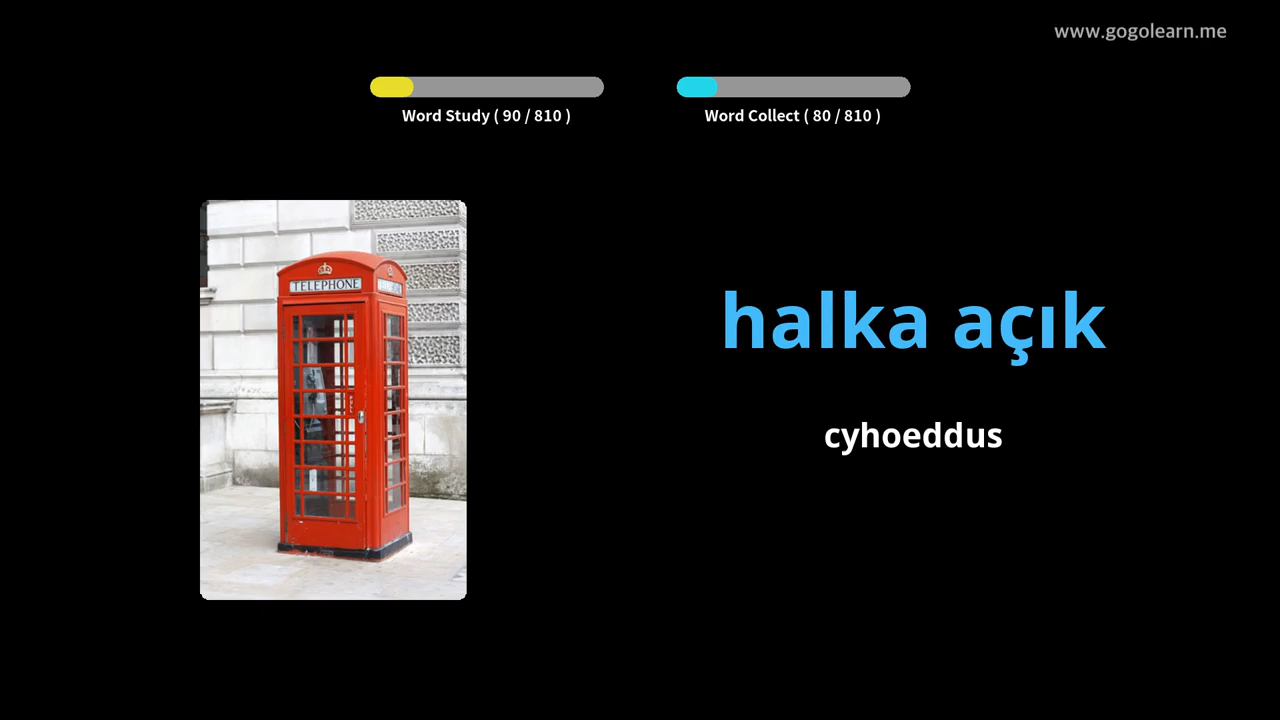 www.gogolearn.me
Word Study ( 90 / 810 )
Word Collect ( 80 / 810 )
TELEPHONE
halka açık
cyhoeddus